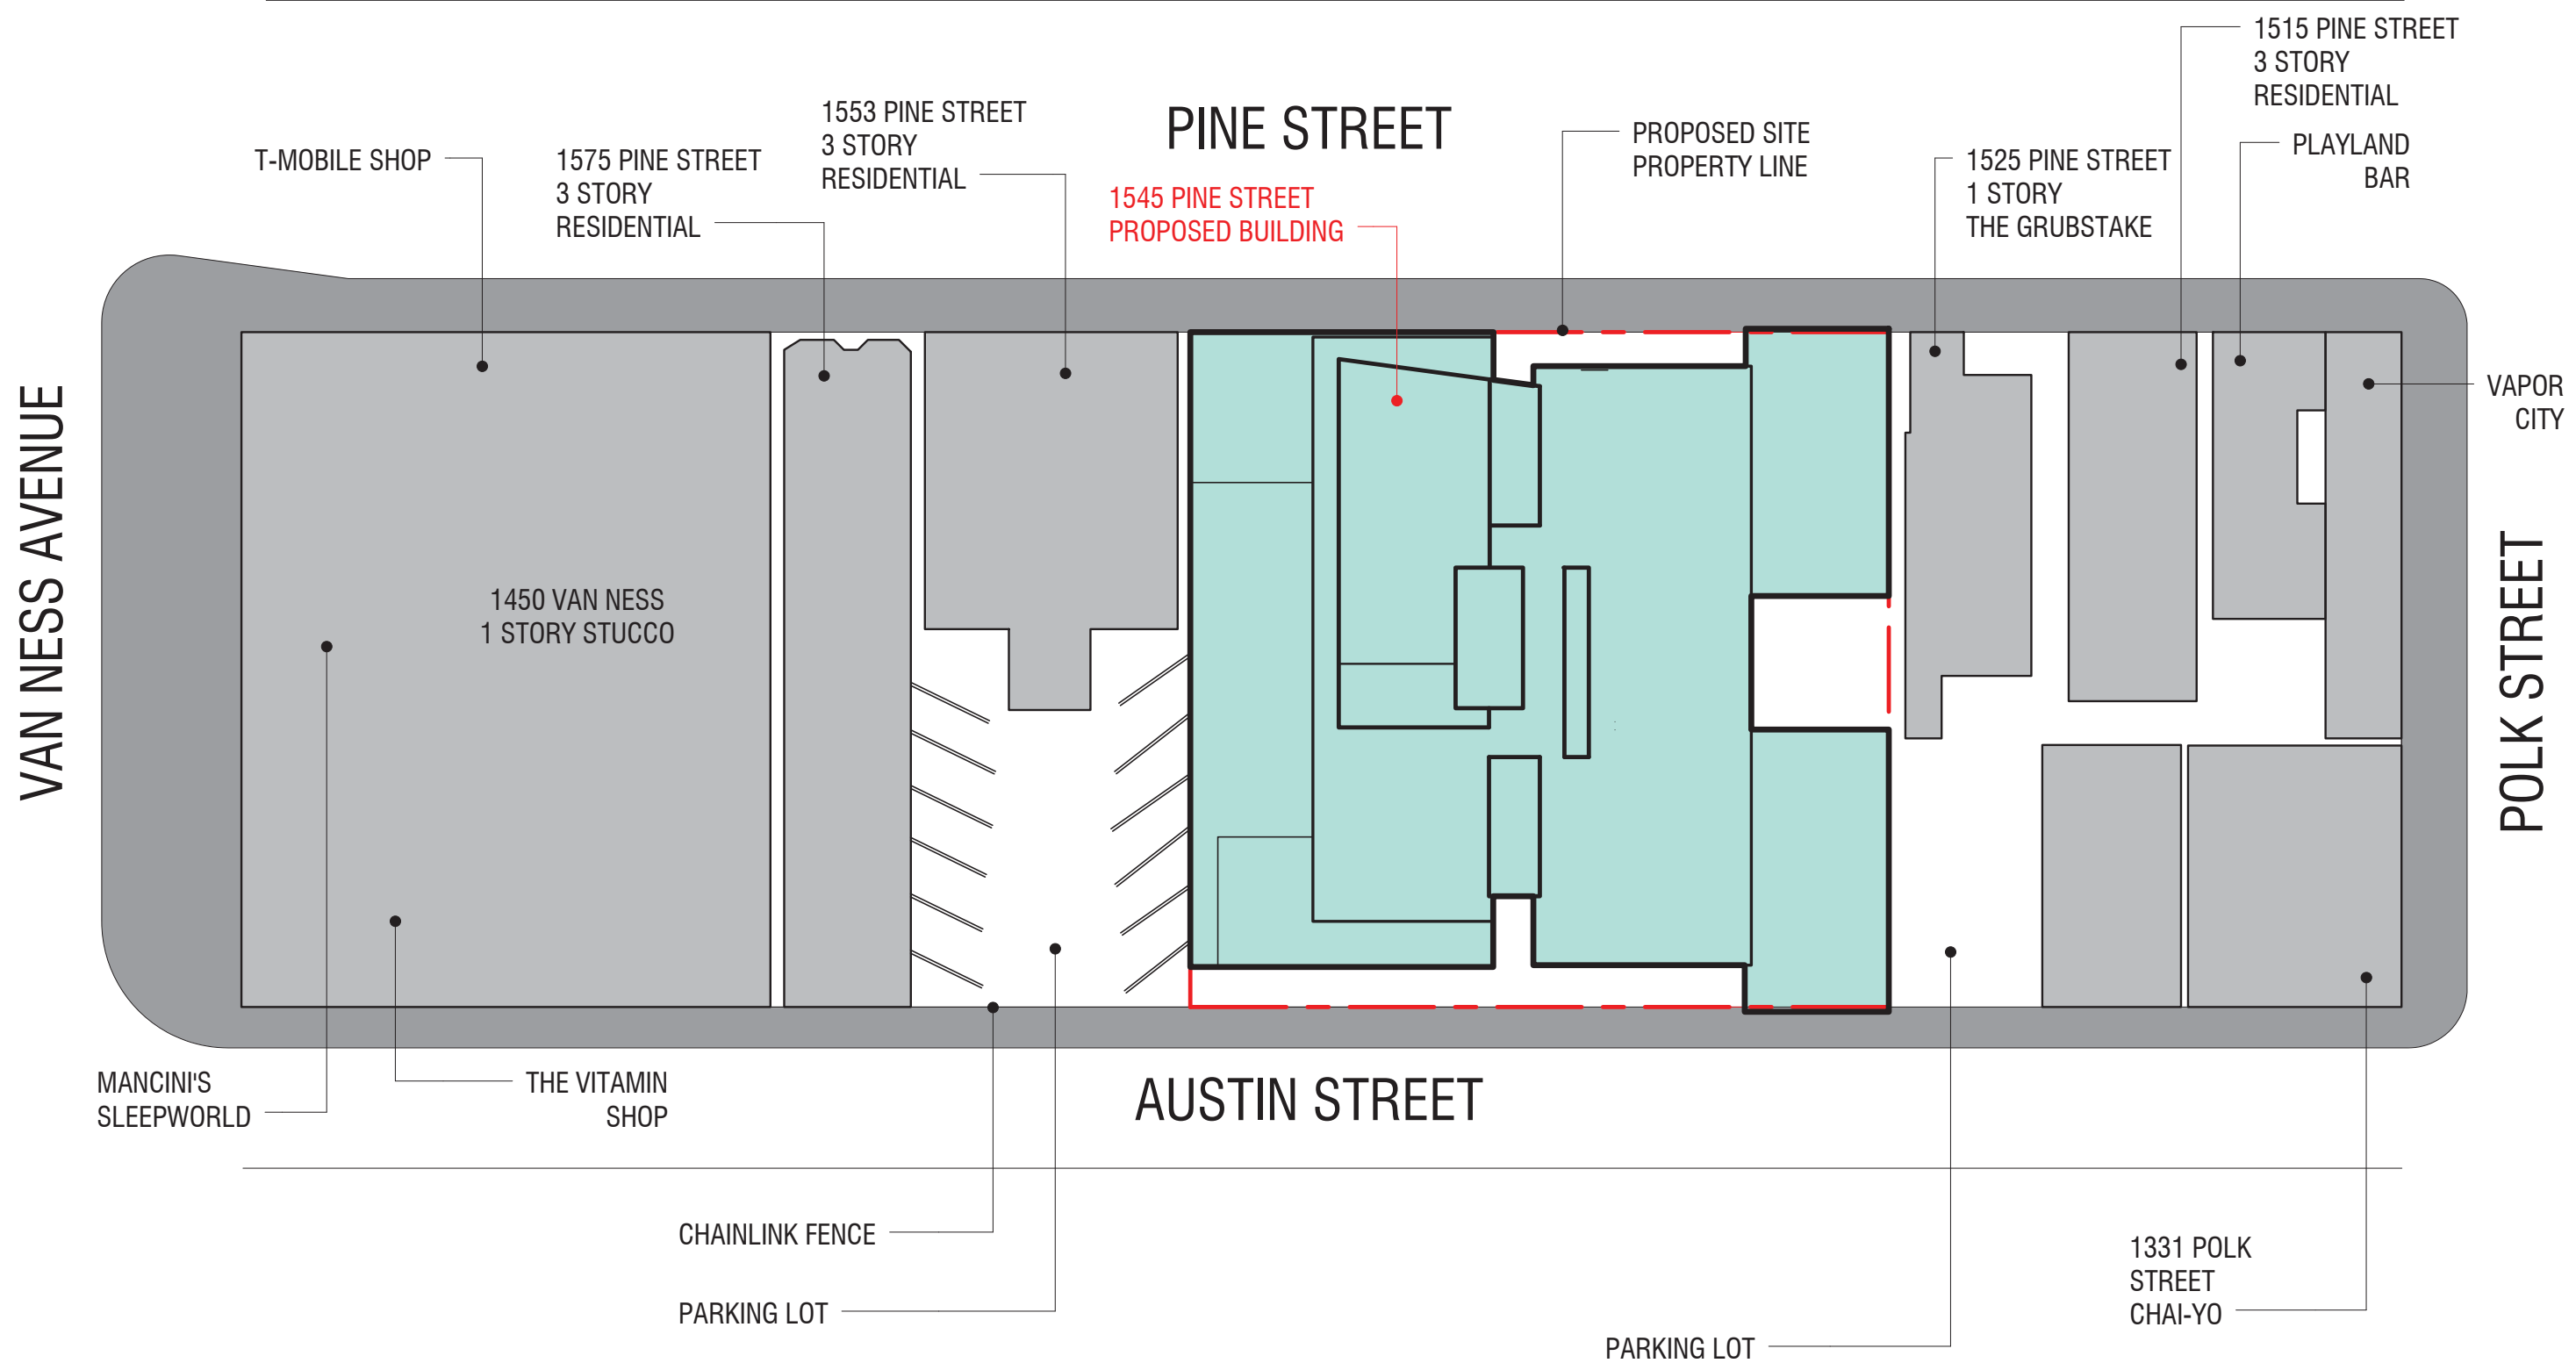 1515 PINE STREET
3 STORY
RESIDENTIAL
1553 PINE STREET
3 STORY
RESIDENTIAL
PINE STREET
PROPOSED SITE
PROPERTY LINE
PLAYLAND
BAR
T-MOBILE SHOP
1575 PINE STREET
3 STORY
RESIDENTIAL
1545 PINE STREET
PROPOSED BUILDING
1525 PINE STREET
1 STORY
THE GRUBSTAKE
VAPOR
CITY
VAN NESS AVENUE
1450 VAN NESS
1 STORY STUCCO
POLK STREET
MANCINI'S
SLEEPWORLD
THE VITAMIN
SHOP
AUSTIN STREET
CHAINLINK FENCE
PARKING LOT
PARKING LOT
1331 POLK
STREET
CHAI-YO